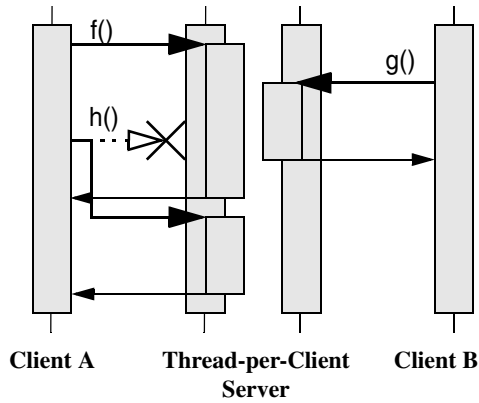 f()
g()
h()
Client A
Thread-per-Client
Server
Client B